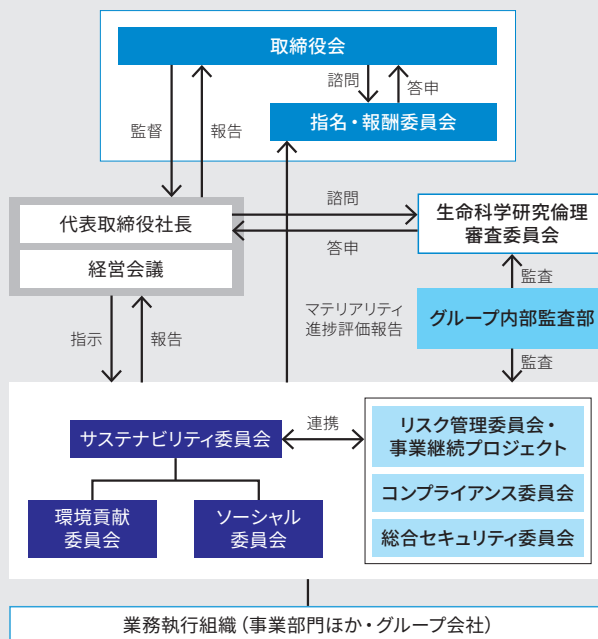 取締役会
諮問
答申
監督
報告
指名・報酬委員会
代表取締役社長
経営会議
諮問
答申
生命科学研究倫理
審査委員会
監査
グループ内部監査部
監査
マテリアリティ
進捗評価報告
指示
報告
サステナビリティ委員会
連携
リスク管理委員会・
事業継続プロジェクト
コンプライアンス委員会
総合セキュリティ委員会
環境貢献
委員会
ソーシャル
委員会
業務執行組織（事業部門ほか・グループ会社）